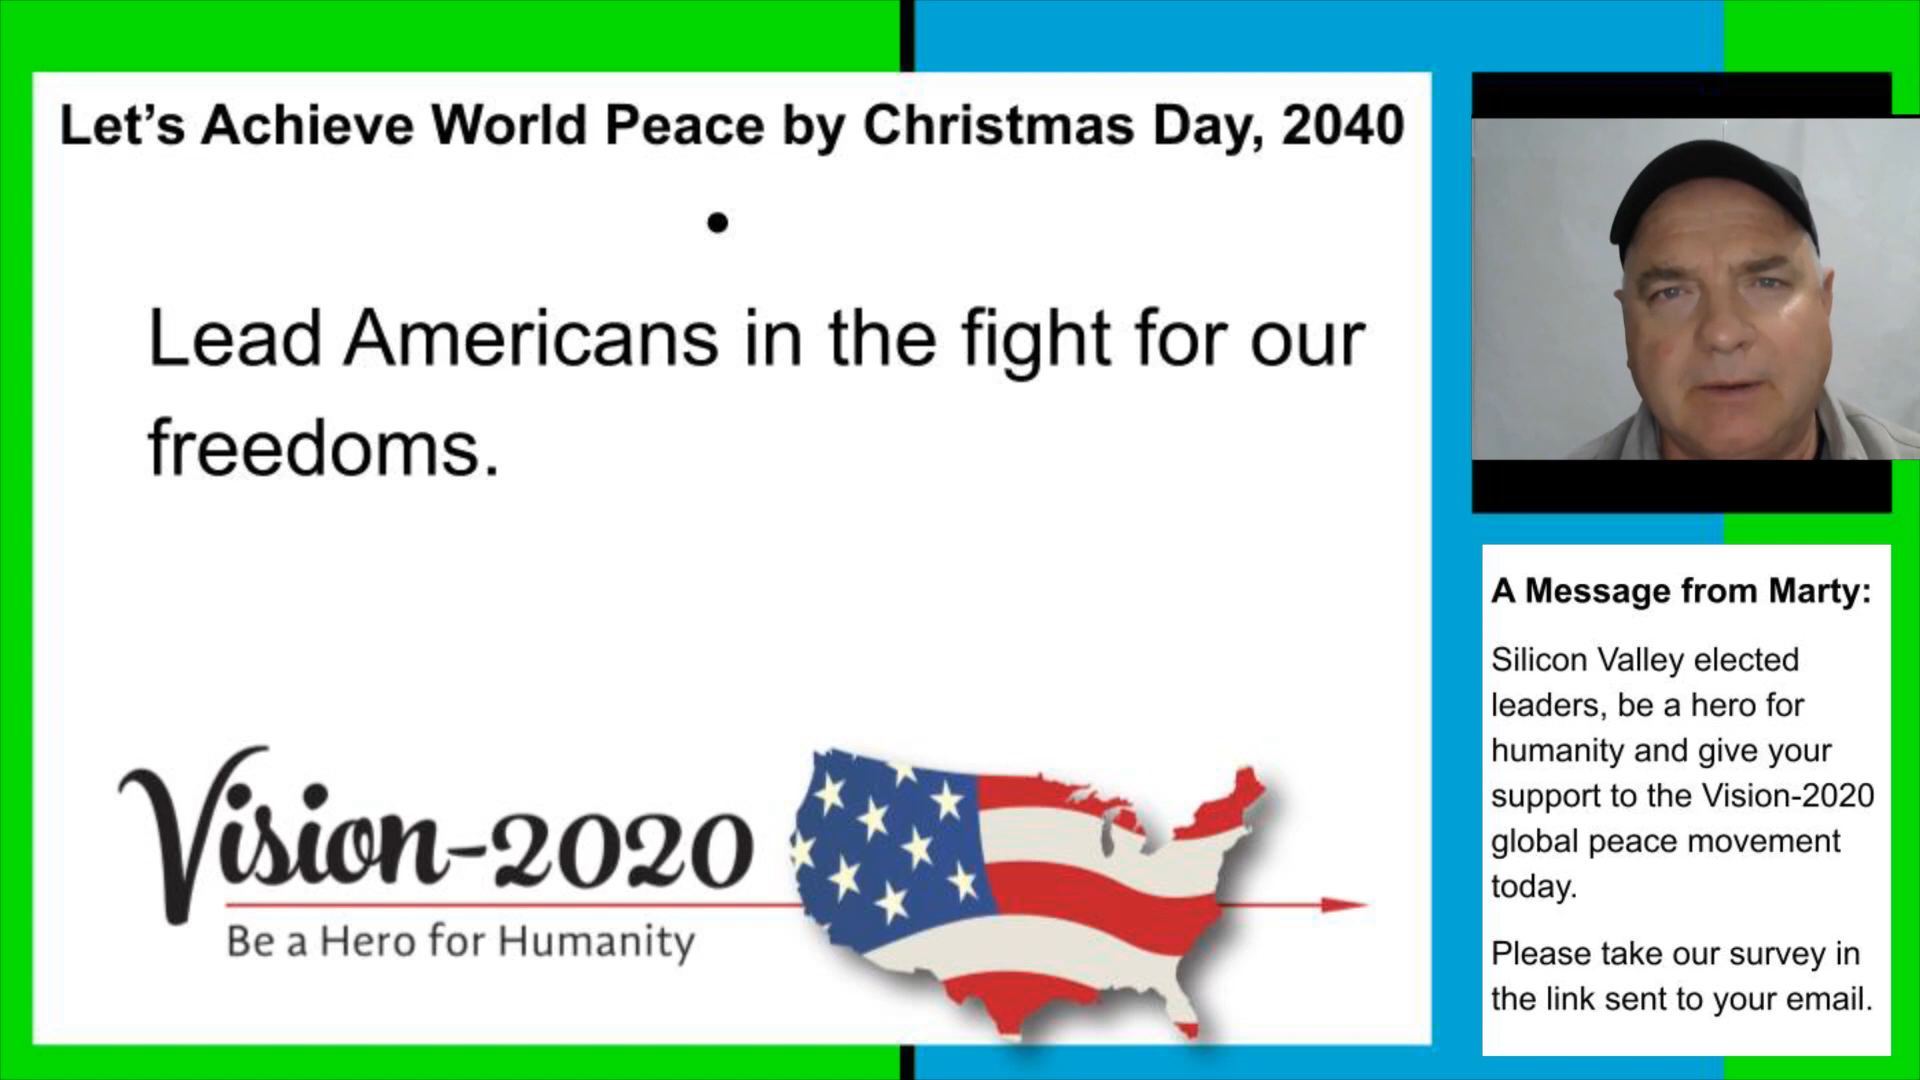 Let’s Achieve World Peace by Christmas Day, 2040
•
Lead Americans in the fight for our
freedoms.
Vision-2020
Be a Hero for Humanity
A Message from Marty:
Silicon Valley elected
leaders, be a hero for
humanity and give your
support to the Vision-2020
global peace movement
today.
Please take our survey in
the link sent to your email.